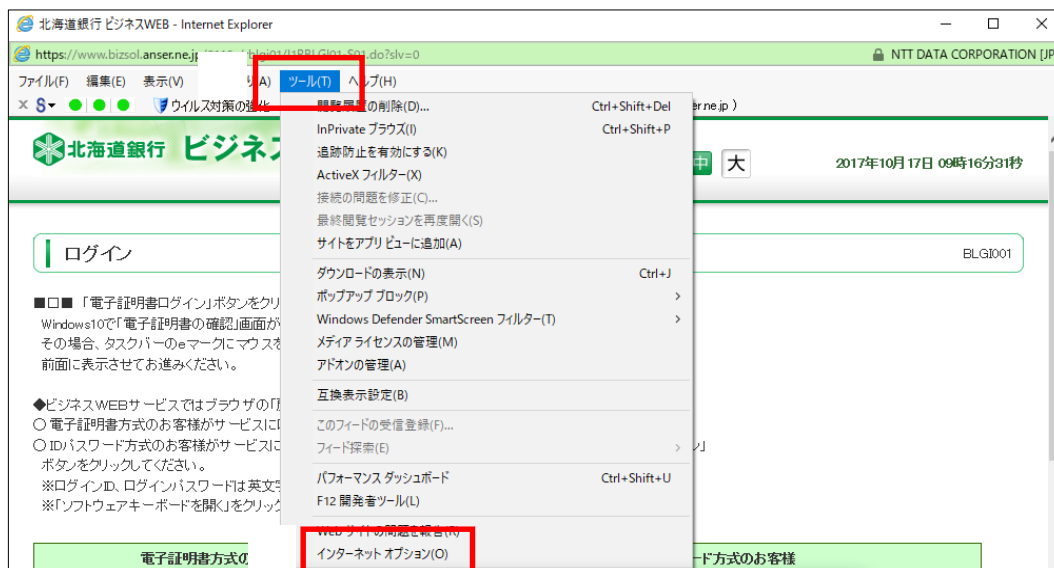 北海道銀行 ビジネスWEB - Internet Explorer
https://www.bizsol.anser.ne.jp
S01.do?slv=0
NTT DATA CORPORATION [JP
ファイル(F) 編集(E) 表示(V) り(A) ツール(T) ヘルプ(H)
× S ウイルス対策の強化
er.ne.jp )
閲覧履歴の削除(D)... Ctrl+Shift+Del
InPrivate ブラウズ(I) Ctrl+Shift+P
追跡防止を有効にする(K)
ActiveX フィルター(X)
接続の問題を修正(C)...
最終閲覧セッションを再度開く(S)
サイトをアプリ ビューに追加(A)
ダウンロードの表示(N) Ctrl+J
ポップアップ ブロック(P)
Windows Defender SmartScreen フィルター(T)
メディア ライセンスの管理(M)
アドオンの管理(A)
互換表示設定(B)
このフィードの受信登録(F)...
フィード探索(E)
パフォーマンス ダッシュボード Ctrl+Shift+U
F12 開発者ツール(L)
Web サイトの問題を報告(R)
インターネット オプション(O)
北海道銀行 ビジネス
中 大 2017年10月17日 09時16分31秒
ログイン BLGI001
■□■「電子証明書ログイン」ボタンをクリ
Windows10で「電子証明書の確認」画面が
その場合、タスクバーのeマークにマウスを
前面に表示させてお進みください。
◆ビジネスWEBサービスではブラウザの「
○電子証明書方式のお客様がサービスに
○IDパスワード方式のお客様がサービスに ン」
ボタンをクリックしてください。
※ログインID、ログインパスワードは英文字
※「ソフトウェアキーボードを開く」をクリック
電子証明書方式の ード方式のお客様